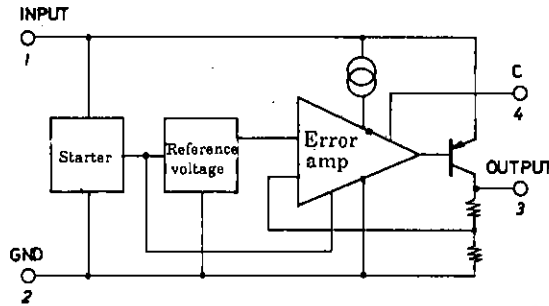 INPUT
1
C
4
Starter
Reference
voltage
Error
amp
OUTPUT
3
GND
2